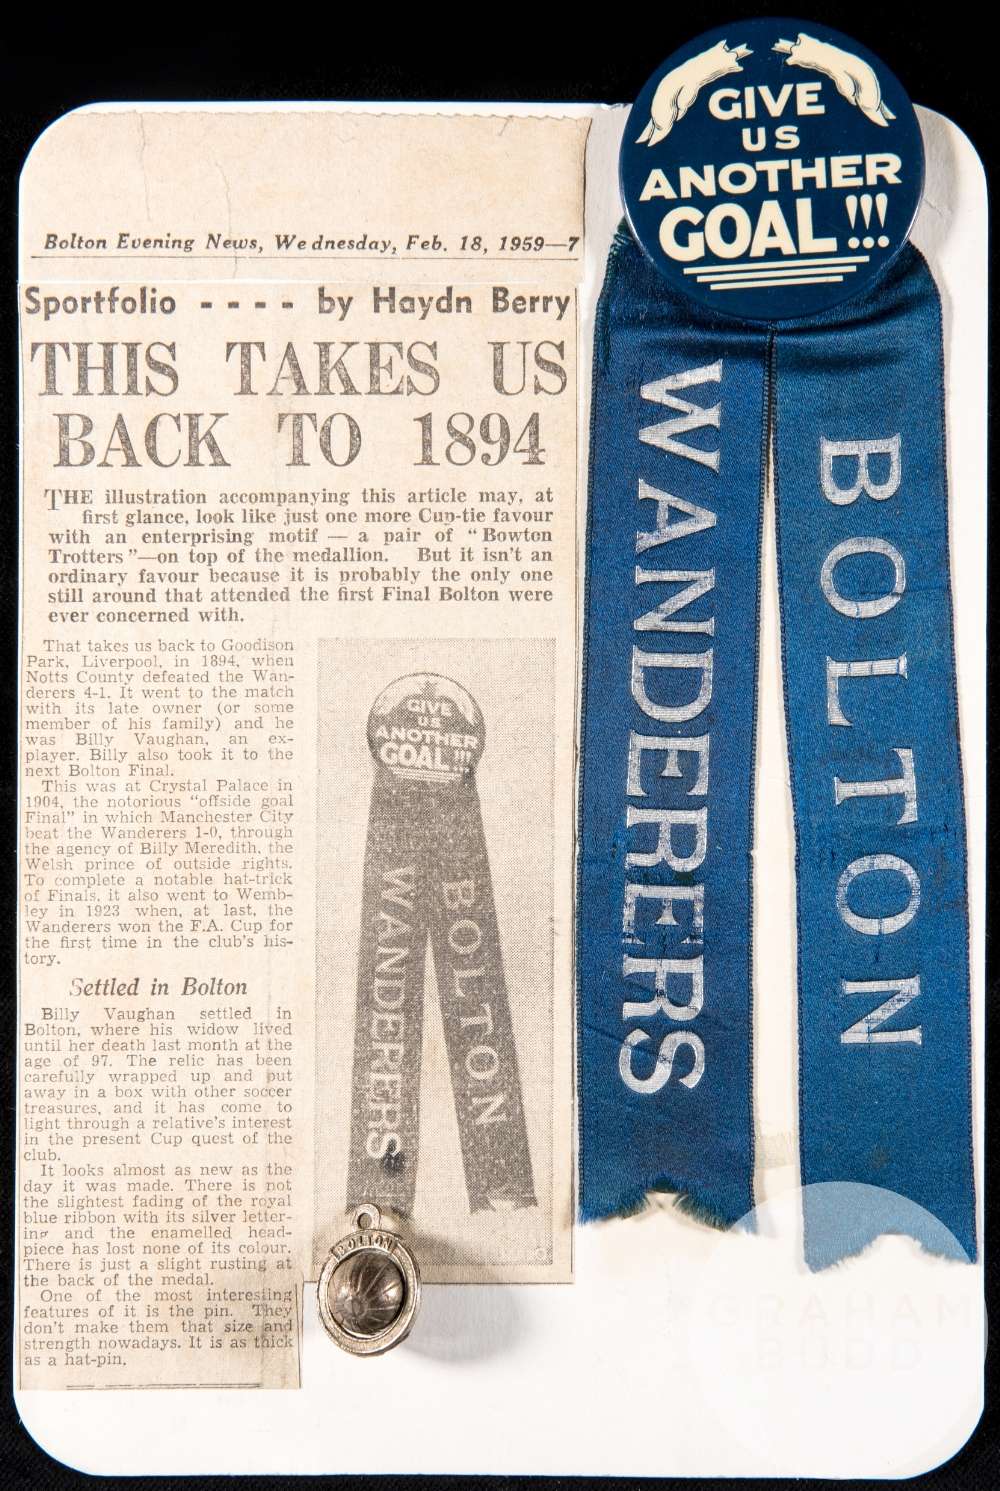 Bolton Evening News, Wednesday, Feb. 18, 1959—7
Sportfolio - - - - by Haydn Berry
THIS TAKES US
BACK TO 1894
THE illustration accompanying this article may, at
first glance, look like just one more Cup-tie favour
with an enterprising motif — a pair of "Bowton
Trotters"—on top of the medallion. But it isn't an
ordinary favour because it is probably the only one
still around that attended the first Final Bolton were
ever concerned with.
That takes us back to Goodison
Park, Liverpool, in 1894, when
Notts County defeated the Wan-
derers 4-1. It went to the match
with its late owner (or some
member of his family) and he
was Billy Vaughan, an ex-
player. Billy also took it to the
next Bolton Final.
This was at Crystal Palace in
1904, the notorious "offside goal
Final" in which Manchester City
beat the Wanderers 1-0, through
the agency of Billy Meredith, the
Welsh prince of outside rights.
To complete a notable hat-trick
of Finals, it also went to Wemb-
ley in 1923 when, at last, the
Wanderers won the F.A. Cup for
the first time in the club's his-
tory.
Settled in Bolton
Billy Vaughan settled in
Bolton, where his widow lived
until her death last month at the
age of 97. The relic has been
carefully wrapped up and put
away in a box with other soccer
treasures, and it has come to
light through a relative's interest
in the present Cup quest of the
club.
It looks almost as new as the
day it was made. There is not
the slightest fading of the royal
blue ribbon with its silver letter-
ing and the enamelled head-
piece has lost none of its colour.
There is just a slight rusting at
the back of the medal.
One of the most interesting
features of it is the pin. They
don't make them that size and
strength nowadays. It is as thick
as a hat-pin.
GIVE
US
ANOTHER
GOAL!!!
WANDERERS
BOLTON
BOLTON
GIVE
US
ANOTHER
GOAL!!!
WANDERERS
BOLTON
GRAHAM
BUDD